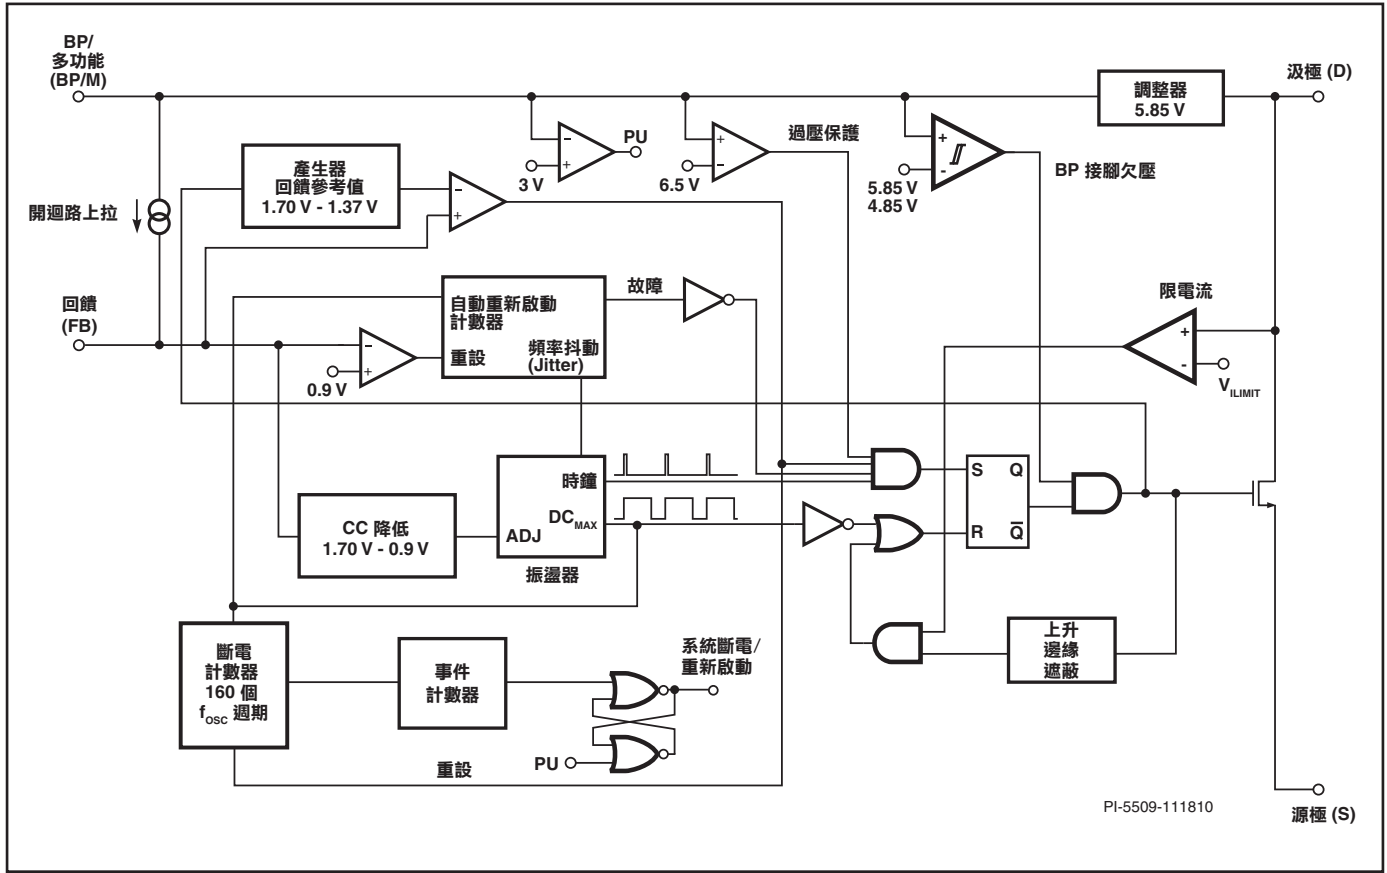 BP/
多功能
(BP/M)
調整器
5.85 V
汲極 (D)
PU
3 V
過壓保護
6.5 V
5.85 V
4.85 V
BP 接腳欠壓
產生器
回饋參考值
1.70 V - 1.37 V
開迴路上拉
回饋
(FB)
自動重新啟動
計數器
重設
頻率抖動
(Jitter)
故障
0.9 V
限電流
VILIMIT
CC 降低
1.70 V - 0.9 V
時鐘
DCMAX
ADJ
振盪器
S
Q
R
Q̅
上升
邊緣
遮蔽
斷電
計數器
160 個
fOSC 週期
事件
計數器
系統斷電/
重新啟動
PU
重設
PI-5509-111810
源極 (S)